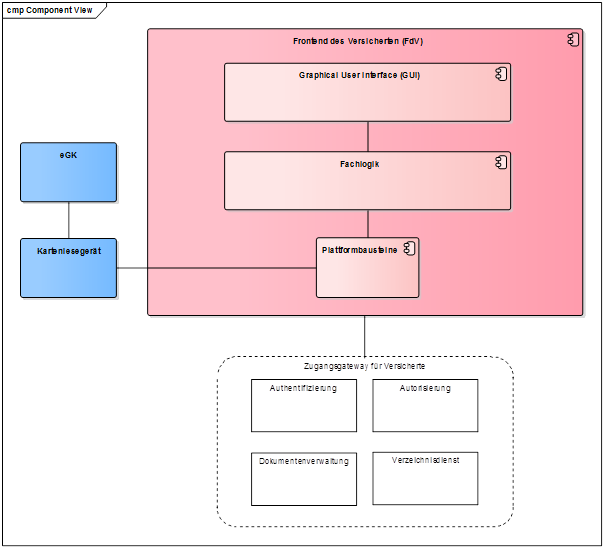 cmp Component View
Frontend des Versicherten (FdV)
Graphical User Interface (GUI)
Fachlogik
eGK
Kartenlesegerät
Plattformbausteine
Zugangsgateway für Versicherte
Authentifizierung
Autorisierung
Dokumentenverwaltung
Verzeichnisdienst